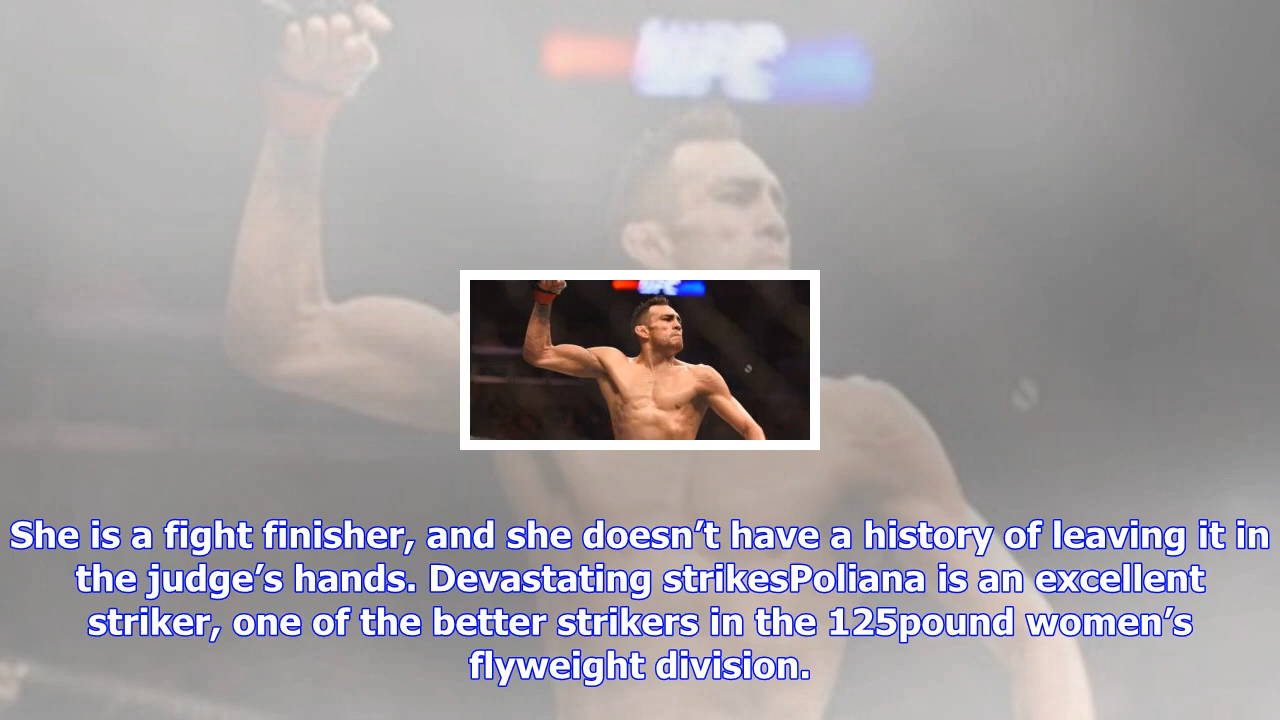 UFC
She is a fight finisher, and she doesn’t have a history of leaving it in
the judge’s hands. Devastating strikesPoliana is an excellent
striker, one of the better strikers in the 125pound women’s
flyweight division.